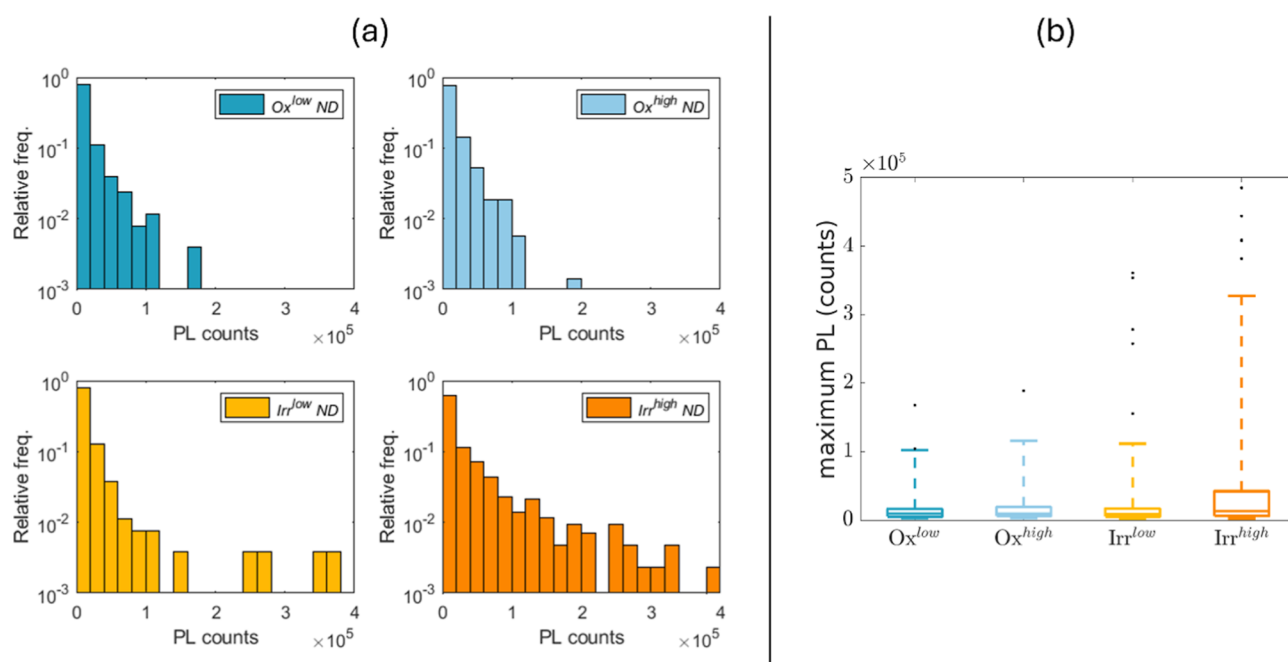 (a)
(b)
Ox^low ND
Relative freq.
10^0
10^-1
10^-2
10^-3
0 1 2 3 4
PL counts
×10^5
Ox^high ND
Relative freq.
10^0
10^-1
10^-2
10^-3
0 1 2 3 4
PL counts
×10^5
Irr^low ND
Relative freq.
10^0
10^-1
10^-2
10^-3
0 1 2 3 4
PL counts
×10^5
Irr^high ND
Relative freq.
10^0
10^-1
10^-2
10^-3
0 1 2 3 4
PL counts
×10^5
×10^5
maximum PL (counts)
5
4
3
2
1
0
Ox^low Ox^high Irr^low Irr^high